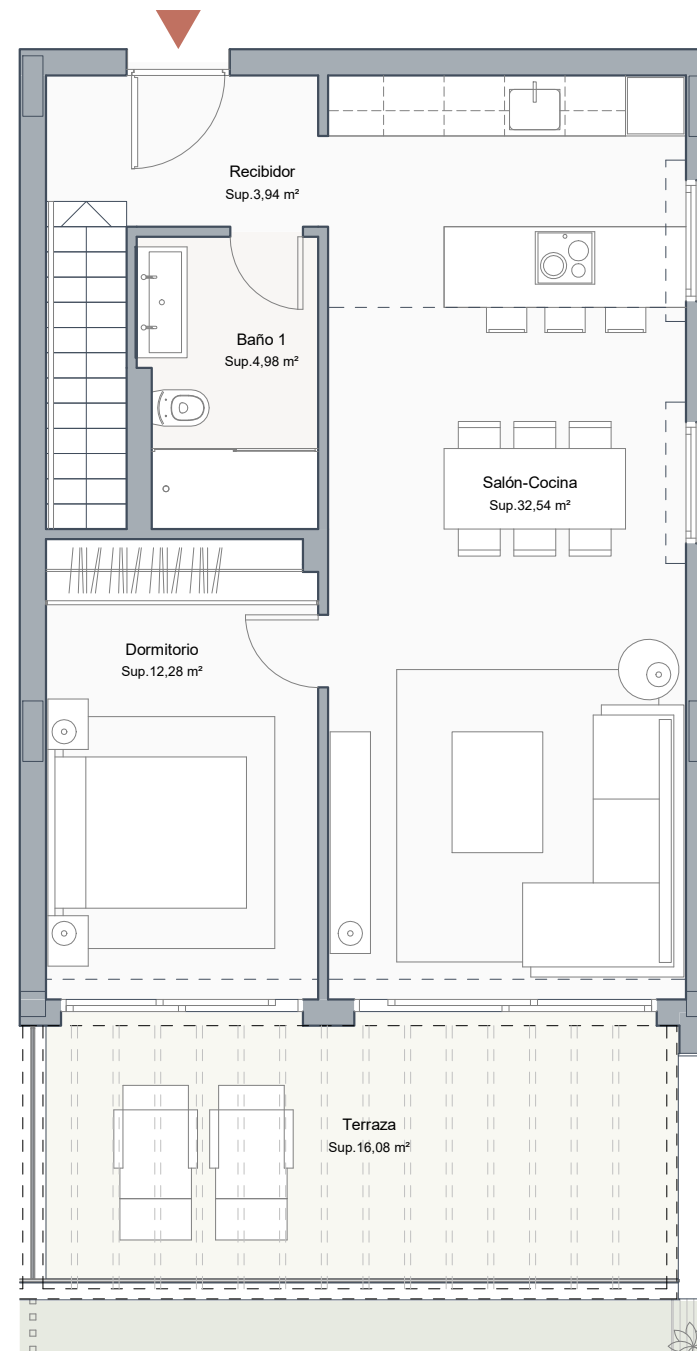 Recibidor
Sup.3,94 m²
Baño 1
Sup.4,98 m²
Salón-Cocina
Sup.32,54 m²
Dormitorio
Sup.12,28 m²
Terraza
Sup.16,08 m²